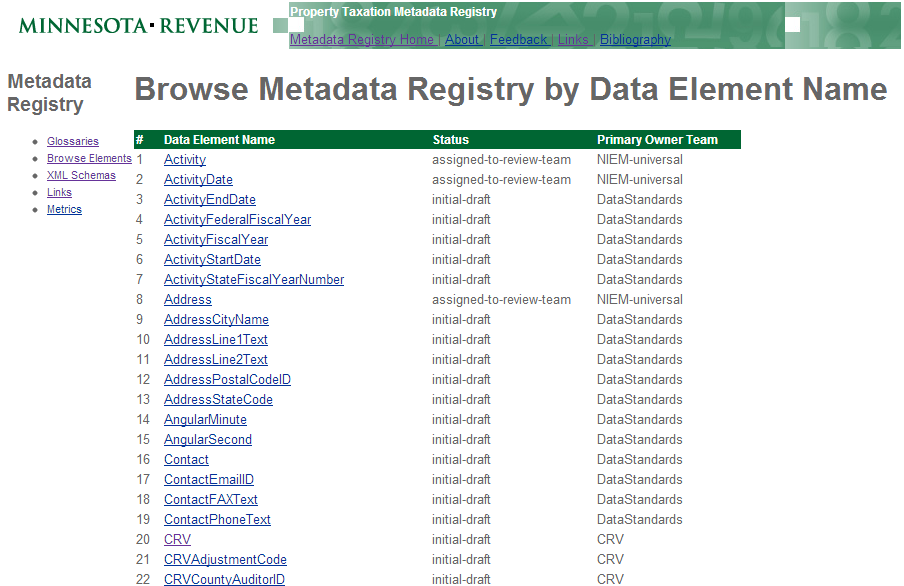 MINNESOTA·REVENUE
Property Taxation Metadata Registry
Metadata Registry Home | About | Feedback | Links | Bibliography
Metadata
Registry
Glossaries
Browse Elements
XML Schemas
Links
Metrics
Browse Metadata Registry by Data Element Name
# Data Element Name Status Primary Owner Team
1 Activity assigned-to-review-team NIEM-universal
2 ActivityDate assigned-to-review-team NIEM-universal
3 ActivityEndDate initial-draft DataStandards
4 ActivityFederalFiscalYear initial-draft DataStandards
5 ActivityFiscalYear initial-draft DataStandards
6 ActivityStartDate initial-draft DataStandards
7 ActivityStateFiscalYearNumber initial-draft DataStandards
8 Address assigned-to-review-team NIEM-universal
9 AddressCityName initial-draft DataStandards
10 AddressLine1Text initial-draft DataStandards
11 AddressLine2Text initial-draft DataStandards
12 AddressPostalCodeID initial-draft DataStandards
13 AddressStateCode initial-draft DataStandards
14 AngularMinute initial-draft DataStandards
15 AngularSecond initial-draft DataStandards
16 Contact initial-draft DataStandards
17 ContactEmailID initial-draft DataStandards
18 ContactFAXText initial-draft DataStandards
19 ContactPhoneText initial-draft DataStandards
20 CRV initial-draft CRV
21 CRVAdjustmentCode initial-draft CRV
22 CRVCountyAuditorID initial-draft CRV